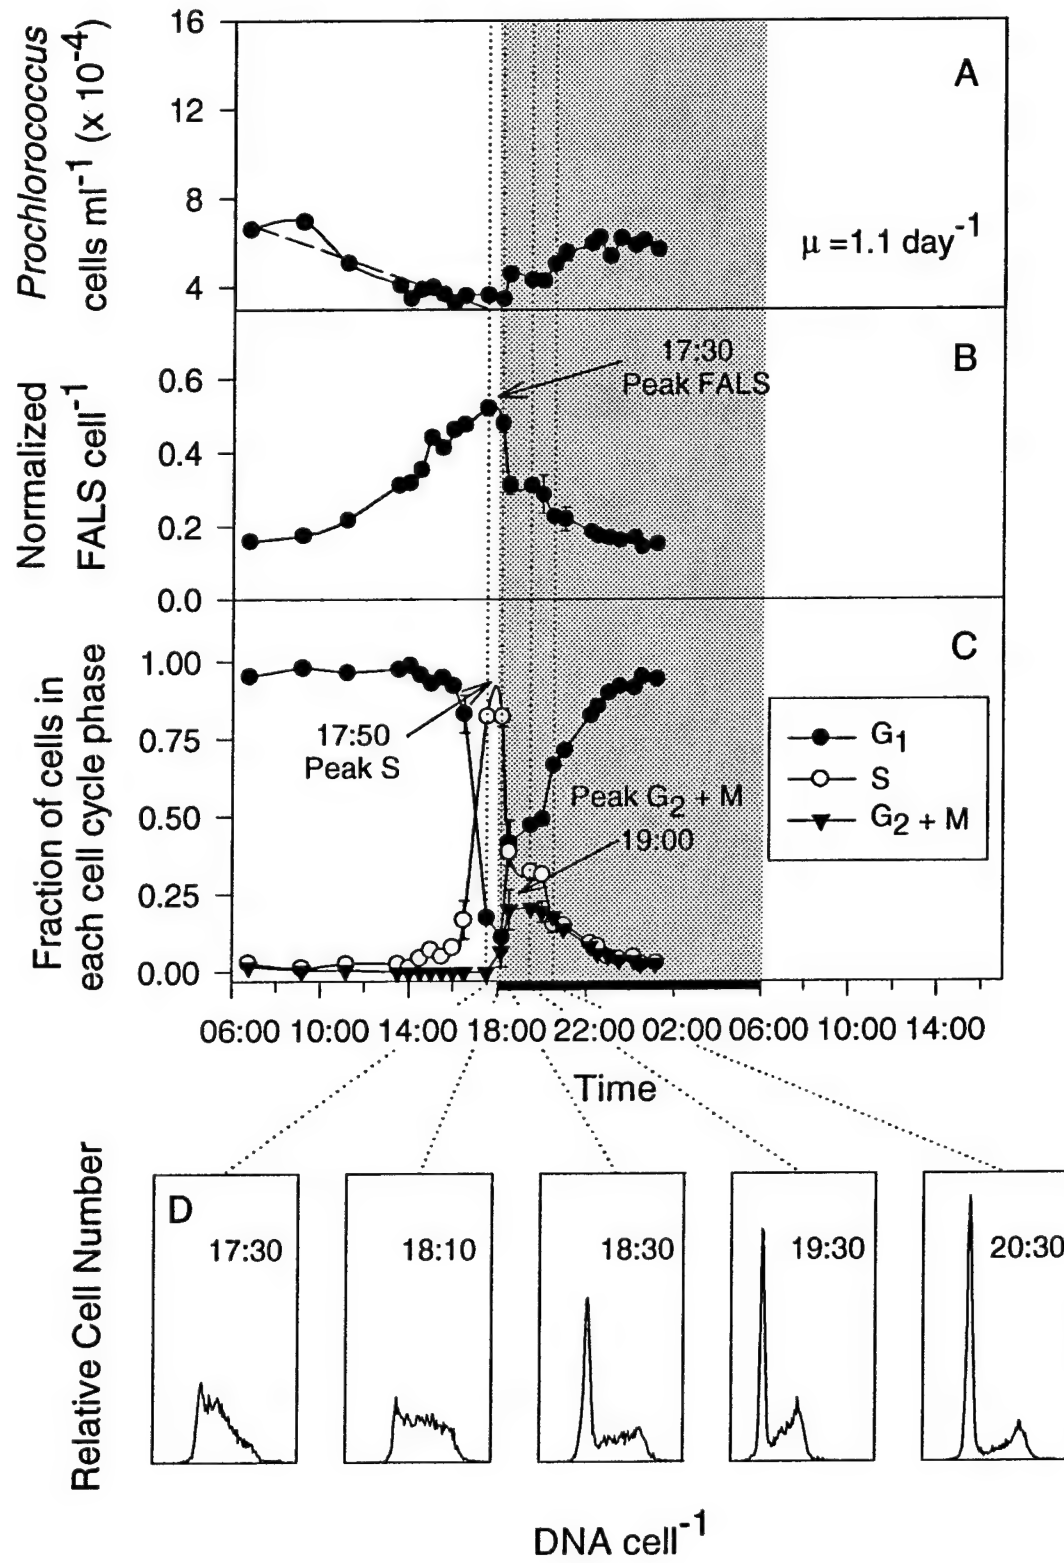 Prochlorococcus
cells ml-1 (x 10-4)
16
12
8
4
A
μ =1.1 day-1
Normalized
FALS cell-1
0.6
0.4
0.2
0.0
B
17:30
Peak FALS
Fraction of cells in
each cell cycle phase
1.00
0.75
0.50
0.25
0.00
C
17:50
Peak S
Peak G2 + M
19:00
G1
S
G2 + M
06:00 10:00 14:00 18:00 22:00 02:00 06:00 10:00 14:00
Time
Relative Cell Number
D
17:30
18:10
18:30
19:30
20:30
DNA cell-1